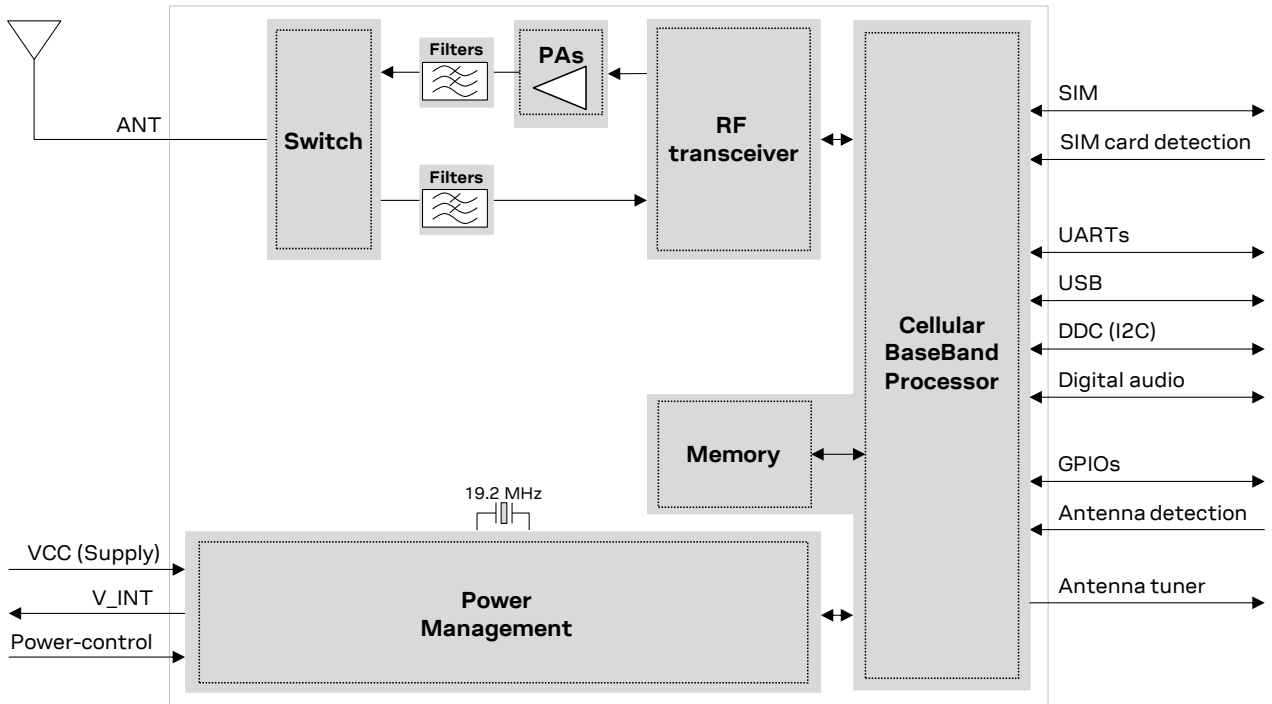 Filters
PAs
ANT
Switch
RF
transceiver
Filters
SIM
SIM card detection
UARTs
USB
DDC (I2C)
Digital audio
GPIOs
Antenna detection
Antenna tuner
Cellular
BaseBand
Processor
Memory
19.2 MHz
VCC (Supply)
V_INT
Power-control
Power
Management